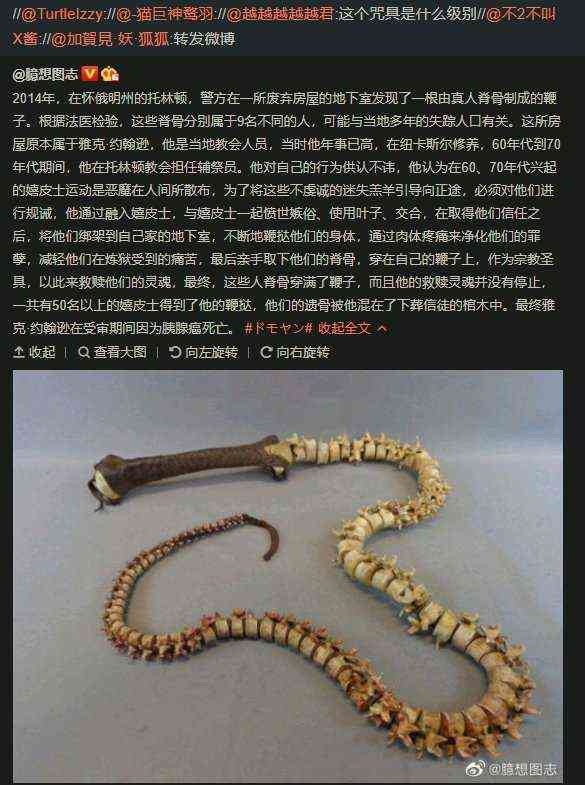 //@TurtleIzzy://@-猫巨神鹜羽://@越越越越越君:这个咒具是什么级别//@不2不叫
X酱://@加賀見·妖·狐狐·转发微博
@臆想图志
2014年，在怀俄明州的托林顿，警方在一所废弃房屋的地下室发现了一根由真人脊骨制成的鞭
子。根据法医检验，这些脊骨分别属于9名不同的人，可能与当地多年的失踪人口有关。这所房
屋原本属于雅克·约翰逊，他是当地教会人员，当时他年事已高，在纽卡斯尔修养，60年代到70
年代期间，他在托林顿教会担任辅祭员。他对自己的行为供认不讳，他认为在60、70年代兴起
的嬉皮士运动是恶魔在人间所散布，为了将这些不虔诚的迷失羔羊引导向正途，必须对他们进
行规诫，他通过融入嬉皮士，与嬉皮士一起愤世嫉俗、使用叶子、交合，在取得他们信任之
后，将他们绑架到自己家的地下室，不断地鞭挞他们的身体，通过肉体疼痛来净化他们的罪
孽，减轻他们在炼狱受到的痛苦，最后亲手取下他们的脊骨，穿在自己的鞭子上，作为宗教圣
具，以此来救赎他们的灵魂，最终，这些人脊骨穿满了鞭子，而且他的救赎灵魂并没有停止，
一共有50名以上的嬉皮士得到了他的鞭挞，他们的遗骨被他混在了下葬信徒的棺木中。最终雅
克·约翰逊在受审期间因为胰腺癌死亡。 #ドモヤン# 收起全文
收起 | 查看大图 | 向左旋转 | 向右旋转
@臆想图志